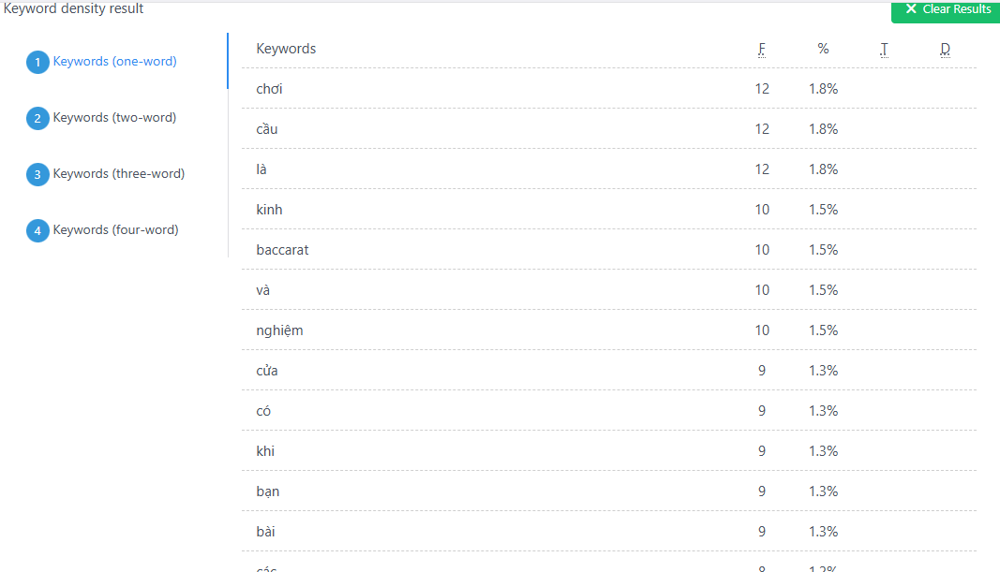 Keyword density result
✕ Clear Results
1 Keywords (one-word)
2 Keywords (two-word)
3 Keywords (three-word)
4 Keywords (four-word)
Keywords F % T D
chơi 12 1.8%
cầu 12 1.8%
là 12 1.8%
kinh 10 1.5%
baccarat 10 1.5%
và 10 1.5%
nghiệm 10 1.5%
cửa 9 1.3%
có 9 1.3%
khi 9 1.3%
bạn 9 1.3%
bài 9 1.3%
các 8 1.2%